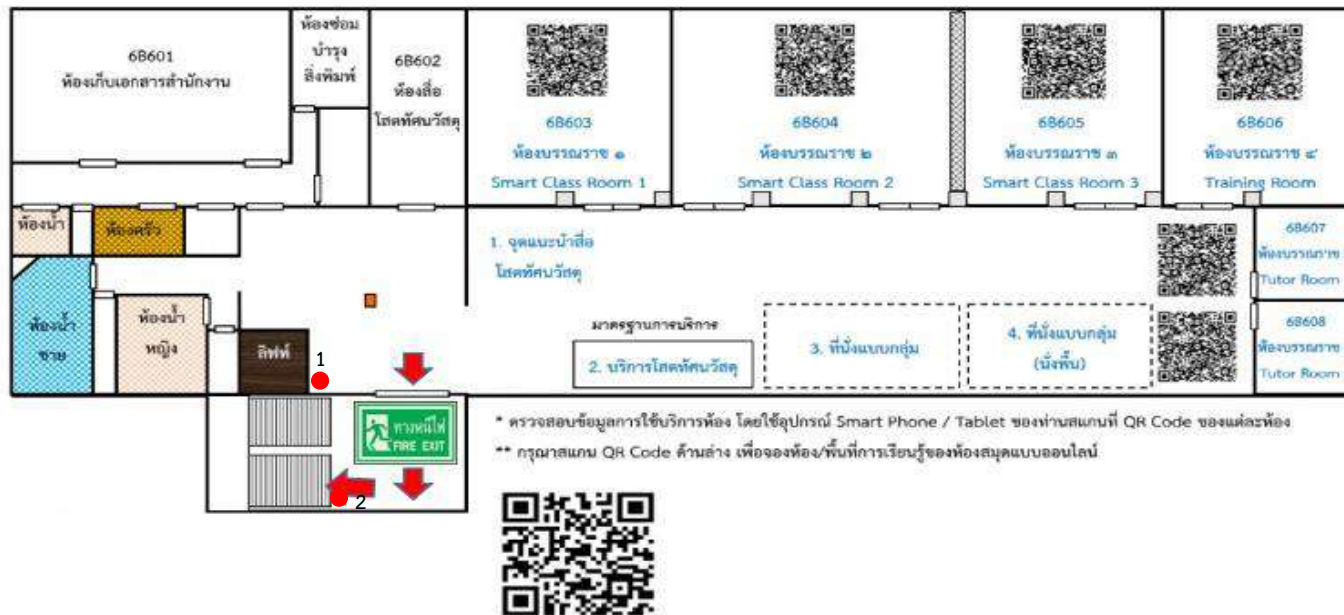 6B601
ห้องเก็บเอกสารสำนักงาน
ห้องซ่อม
บำรุง
สิ่งพิมพ์
6B602
ห้องสื่อ
โสตทัศนวัสดุ
6B603
ห้องบรรณราช ๑
Smart Class Room 1
6B604
ห้องบรรณราช ๒
Smart Class Room 2
6B605
ห้องบรรณราช ๓
Smart Class Room 3
6B606
ห้องบรรณราช ๔
Training Room
ห้องน้ำ
ห้องครัว
1. จุดแนะนำสื่อ
โสตทัศนวัสดุ
6B607
ห้องบรรณราช
Tutor Room
ห้องน้ำ
ชาย
ห้องน้ำ
หญิง
ลิฟท์
1
มาตรฐานการบริการ
2. บริการโสตทัศนวัสดุ
3. ที่นั่งแบบกลุ่ม
4. ที่นั่งแบบกลุ่ม
(นั่งพื้น)
6B608
ห้องบรรณราช
Tutor Room
ทางหนีไฟ
FIRE EXIT
2
* ตรวจสอบข้อมูลการใช้บริการห้อง โดยใช้อุปกรณ์ Smart Phone / Tablet ของท่านสแกนที่ QR Code ของแต่ละห้อง
** กรุณาสแกน QR Code ด้านล่าง เพื่อจองห้อง/พื้นที่การเรียนรู้ของห้องสมุดแบบออนไลน์